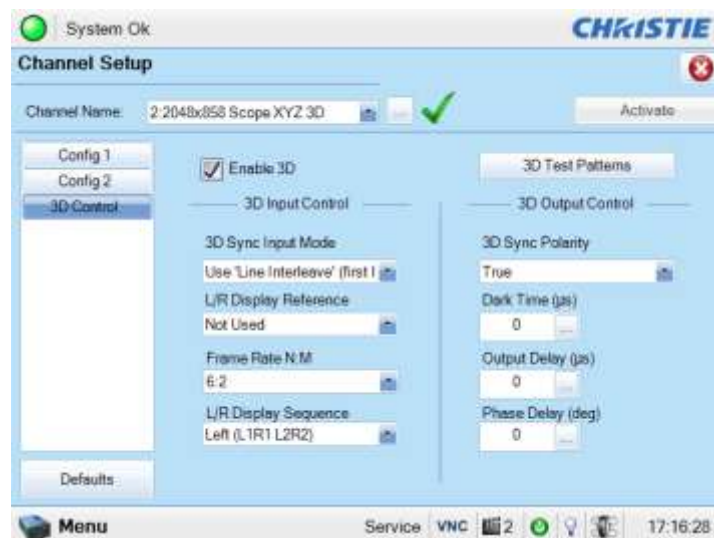 System Ok
CHRISTIE
Channel Setup
Channel Name: 2:2048x858 Scope XYZ 3D ... Activate
Config 1
Config 2
3D Control
Defaults
Enable 3D
3D Input Control
3D Sync Input Mode
Use 'Line Interleave' (first l
L/R Display Reference
Not Used
Frame Rate N:M
6:2
L/R Display Sequence
Left (L1R1 L2R2)
3D Test Patterns
3D Output Control
3D Sync Polarity
True
Dark Time (µs)
0 ...
Output Delay (µs)
0 ...
Phase Delay (deg)
0 ...
Menu
Service VNC 2 17:16:28